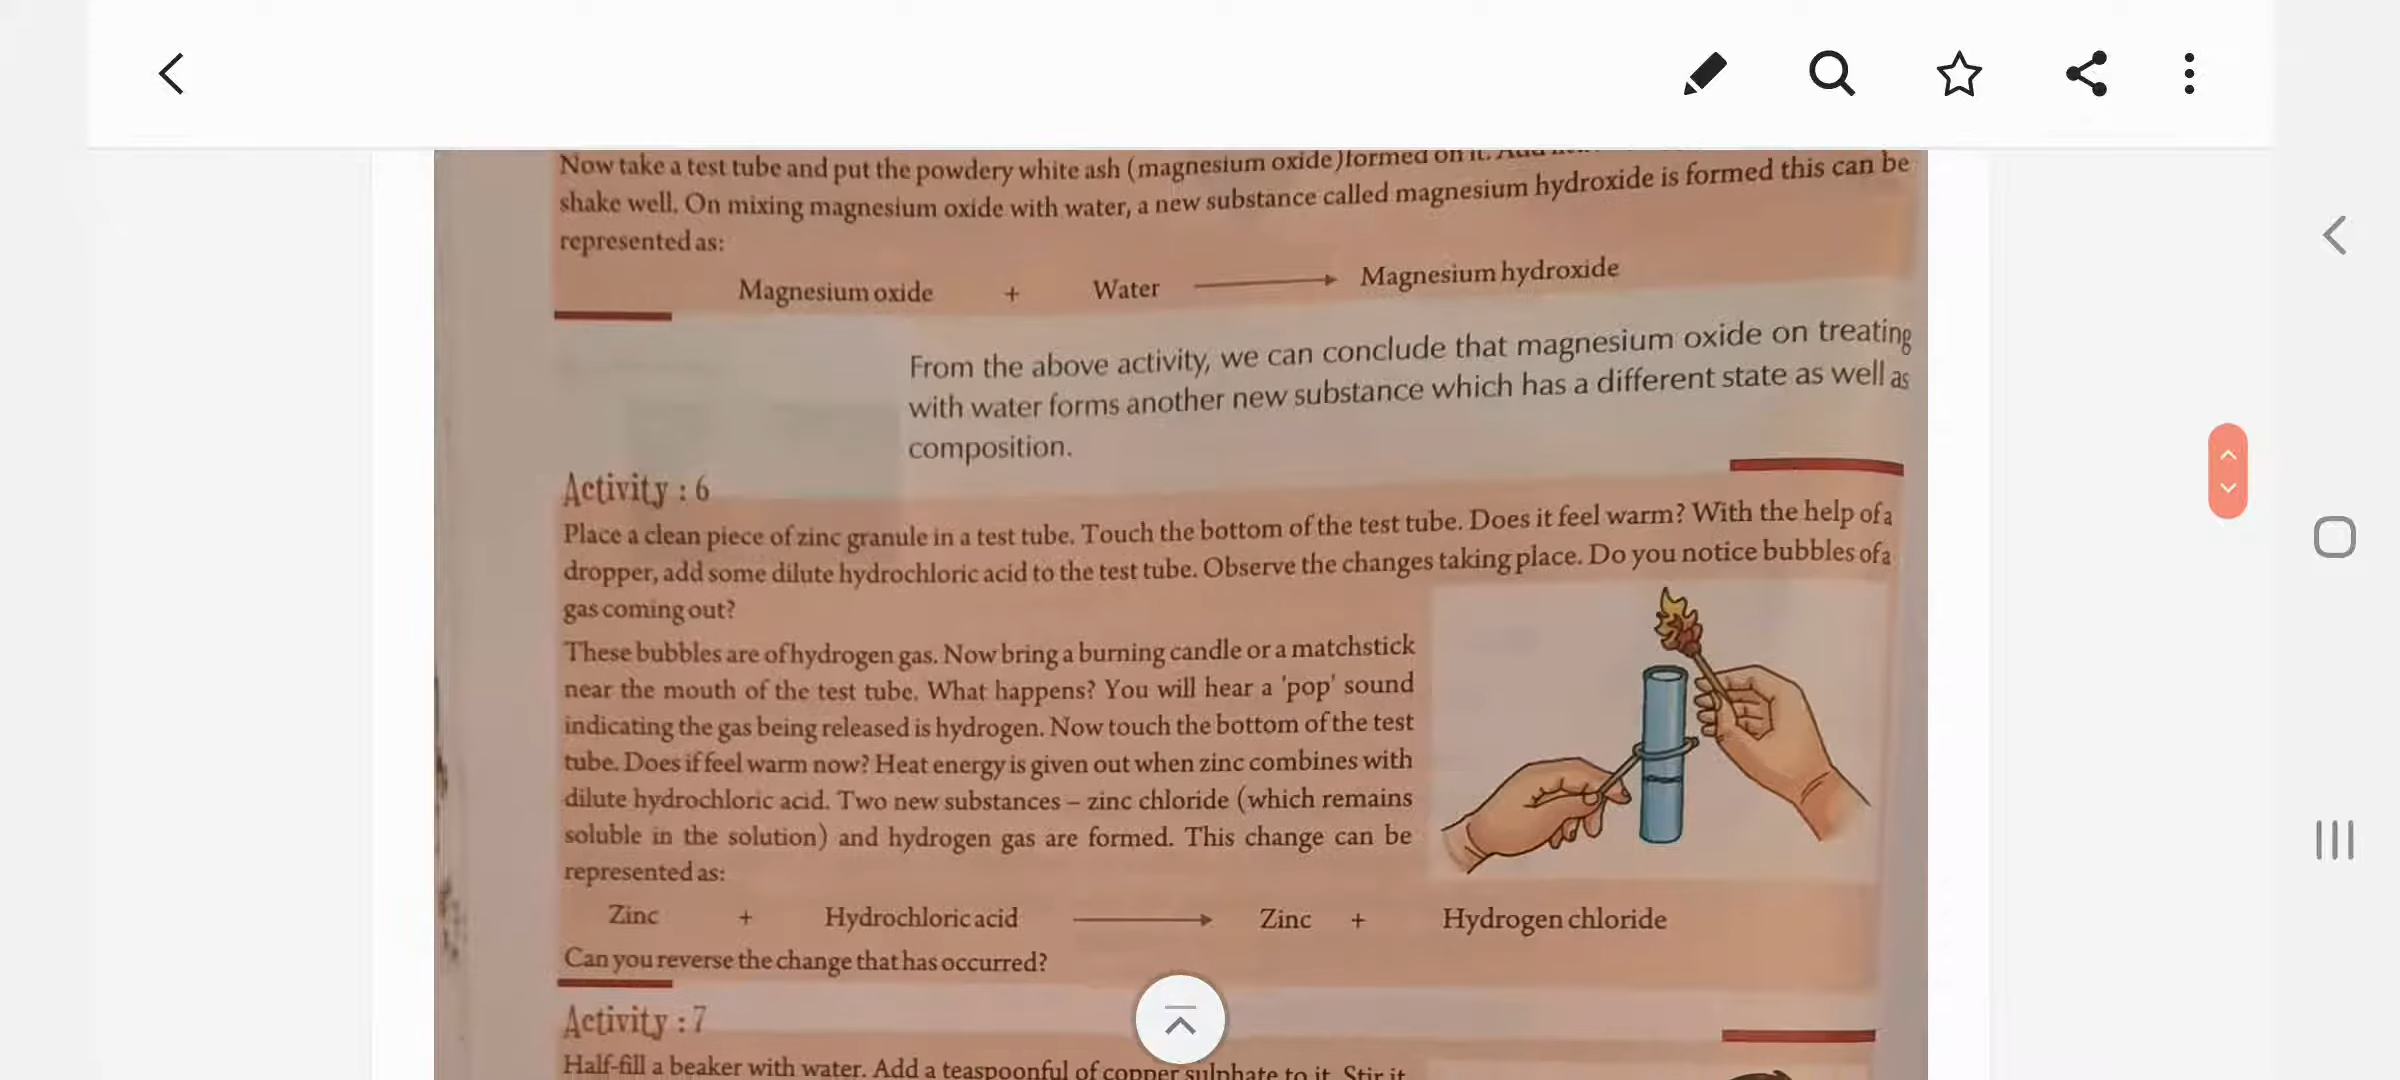 Now take a test tube and put the powdery white ash (magnesium oxide)formed on it.
shake well. On mixing magnesium oxide with water, a new substance called magnesium hydroxide is formed this can be
represented as:
Magnesium oxide + Water → Magnesium hydroxide
From the above activity, we can conclude that magnesium oxide on treating
with water forms another new substance which has a different state as well as
composition.
Activity : 6
Place a clean piece of zinc granule in a test tube. Touch the bottom of the test tube. Does it feel warm? With the help of a
dropper, add some dilute hydrochloric acid to the test tube. Observe the changes taking place. Do you notice bubbles of a
gas coming out?
These bubbles are of hydrogen gas. Now bring a burning candle or a matchstick
near the mouth of the test tube. What happens? You will hear a 'pop' sound
indicating the gas being released is hydrogen. Now touch the bottom of the test
tube. Does if feel warm now? Heat energy is given out when zinc combines with
dilute hydrochloric acid. Two new substances – zinc chloride (which remains
soluble in the solution) and hydrogen gas are formed. This change can be
represented as:
Zinc + Hydrochloric acid → Zinc + Hydrogen chloride
Can you reverse the change that has occurred?
Activity : 7
Half-fill a beaker with water. Add a teaspoonful of copper sulphate to it. Stir it